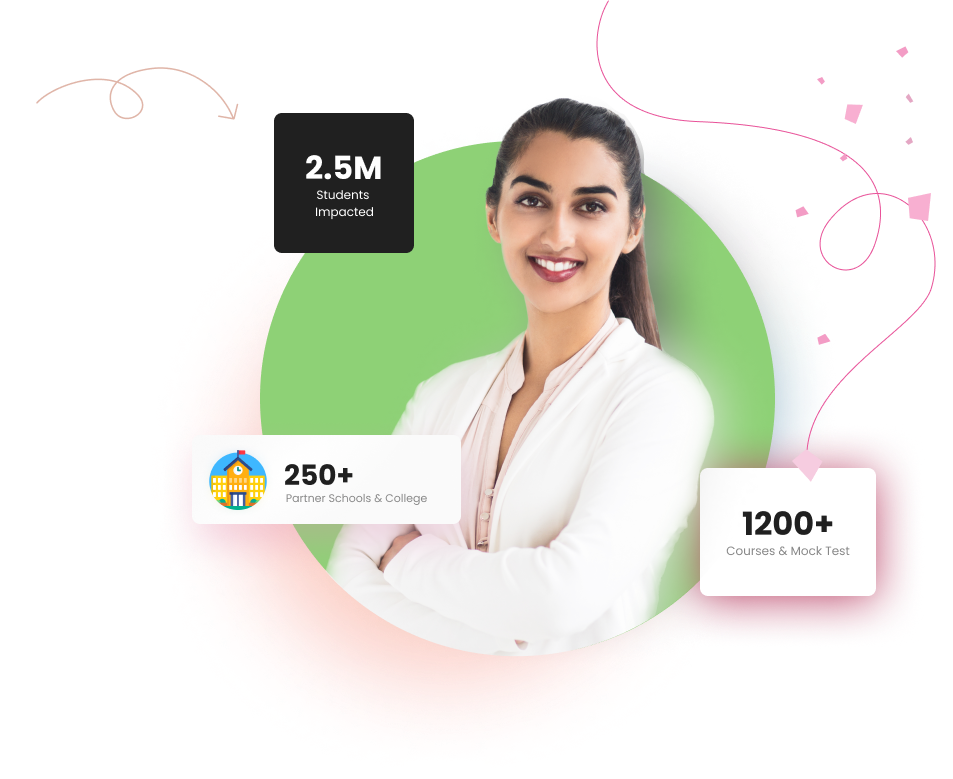 2.5M
Students
Impacted
250+
Partner Schools & College
1200+
Courses & Mock Test